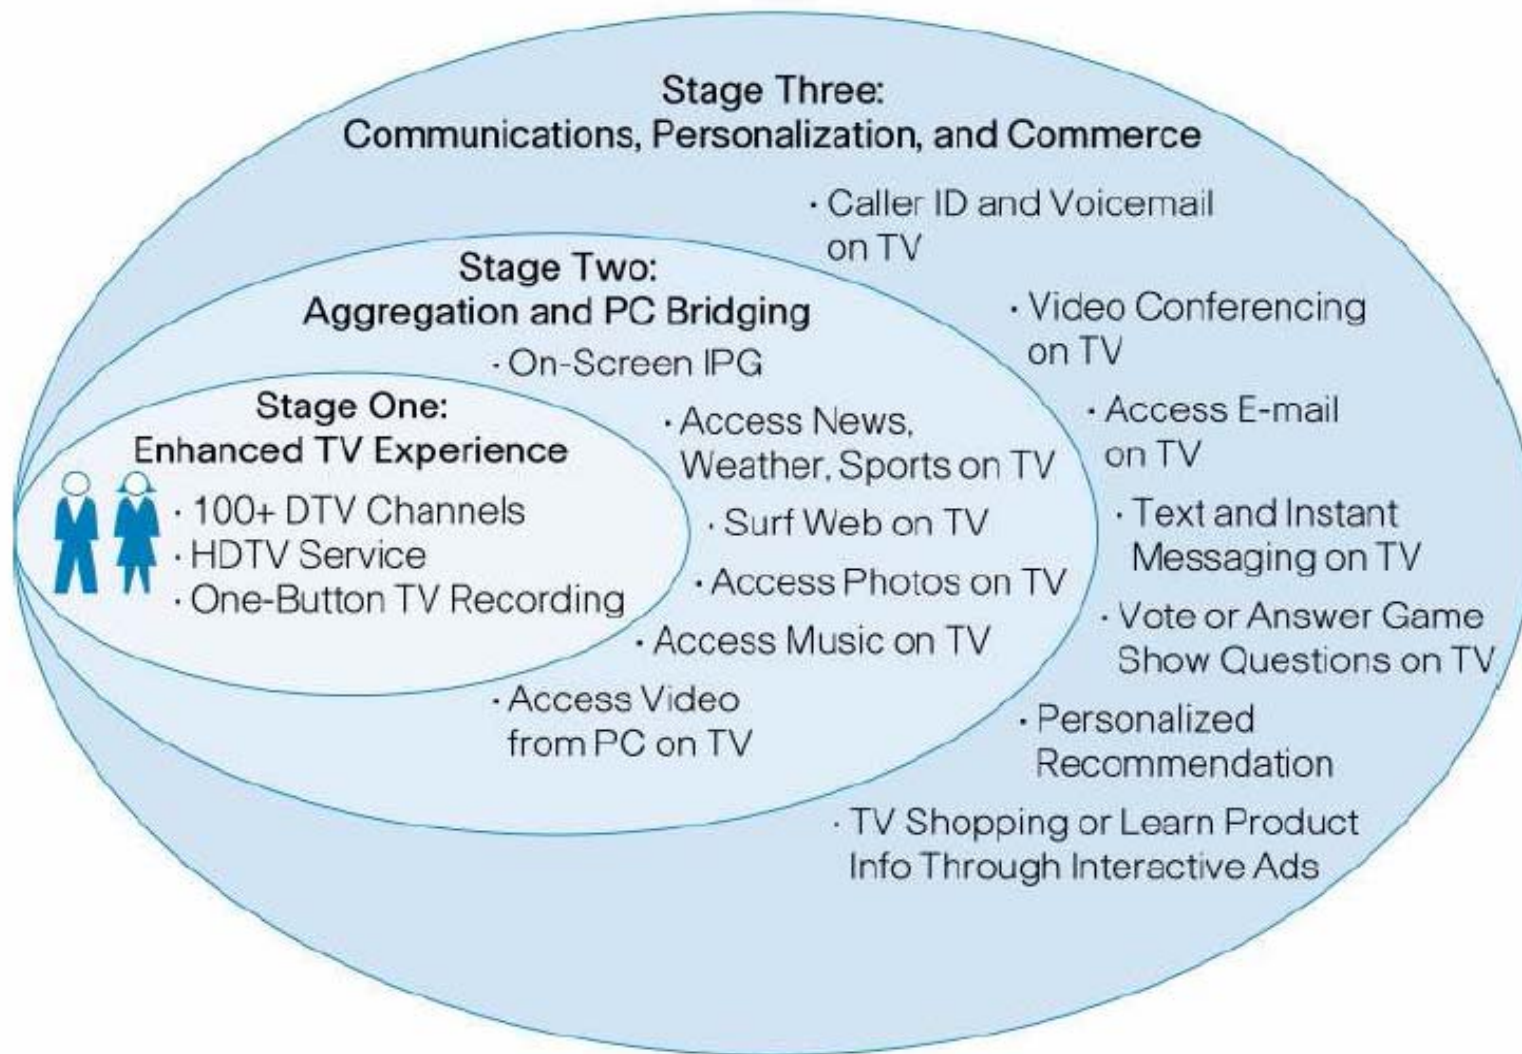 Stage Three:
Communications, Personalization, and Commerce
· Caller ID and Voicemail
on TV
· Video Conferencing
on TV
· Access E-mail
on TV
· Text and Instant
Messaging on TV
· Vote or Answer Game
Show Questions on TV
· Personalized
Recommendation
· TV Shopping or Learn Product
Info Through Interactive Ads
Stage Two:
Aggregation and PC Bridging
· On-Screen IPG
· Access News,
Weather, Sports on TV
· Surf Web on TV
· Access Photos on TV
· Access Music on TV
· Access Video
from PC on TV
Stage One:
Enhanced TV Experience
· 100+ DTV Channels
· HDTV Service
· One-Button TV Recording